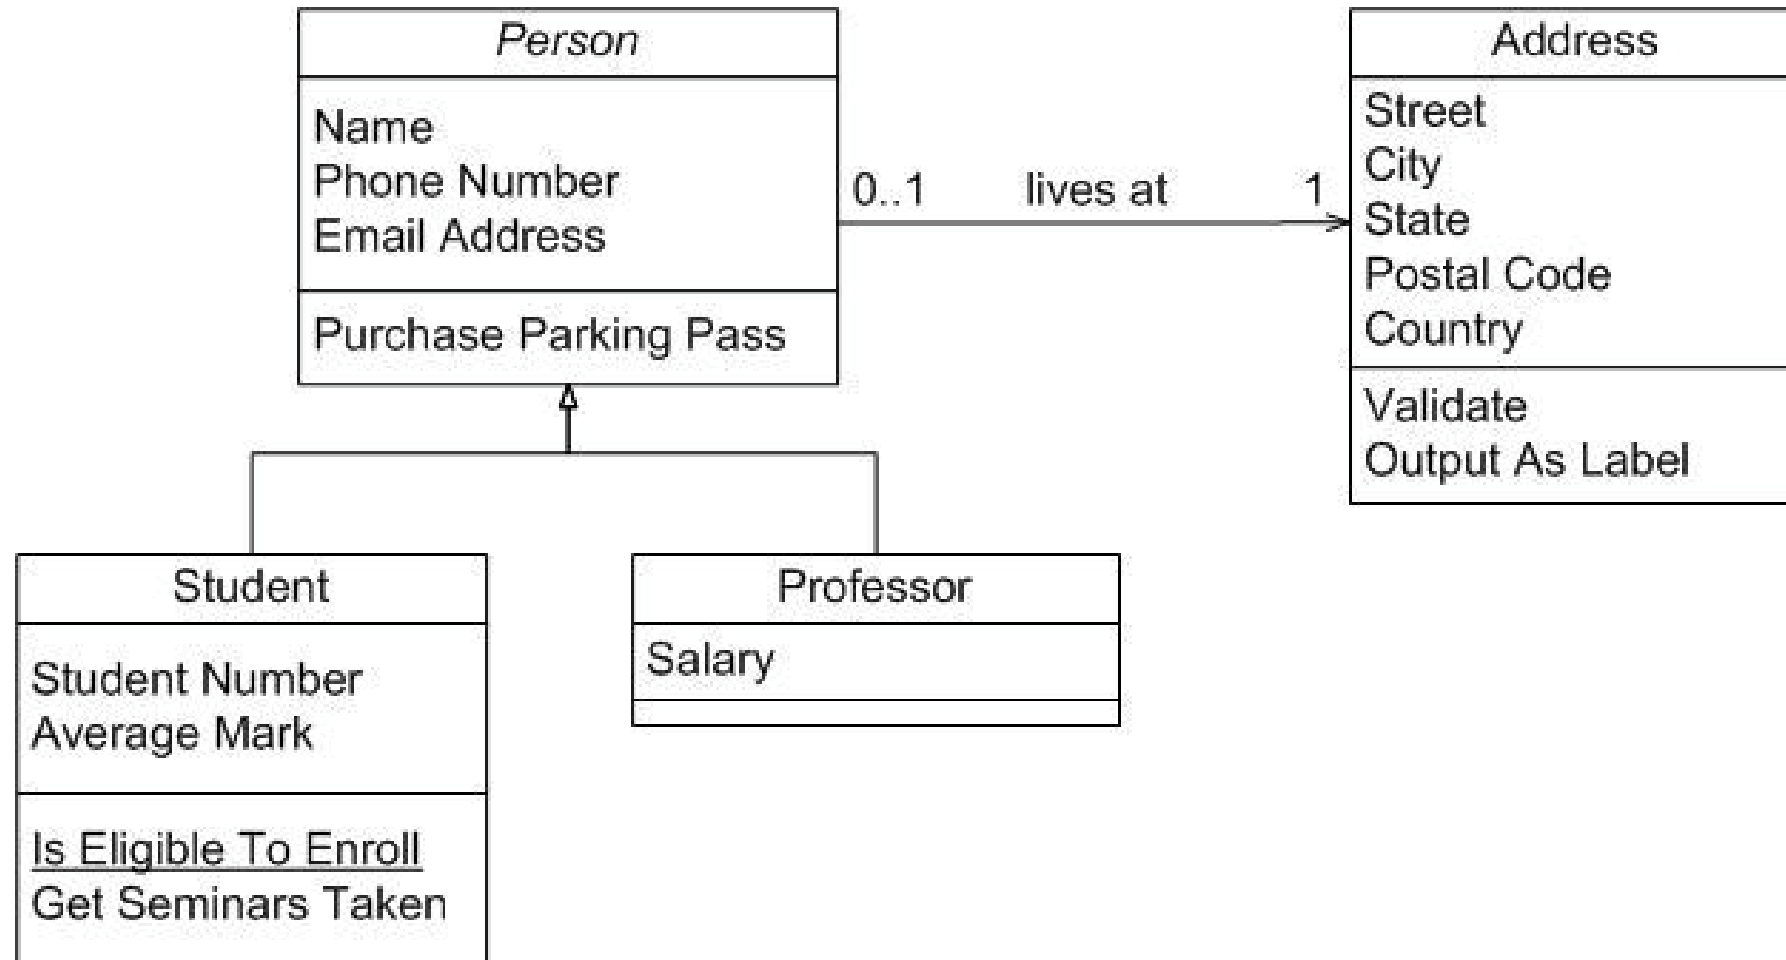 Person
Name
Phone Number
Email Address
Purchase Parking Pass
0..1 lives at 1
Address
Street
City
State
Postal Code
Country
Validate
Output As Label
Student
Student Number
Average Mark
Is Eligible To Enroll
Get Seminars Taken
Professor
Salary